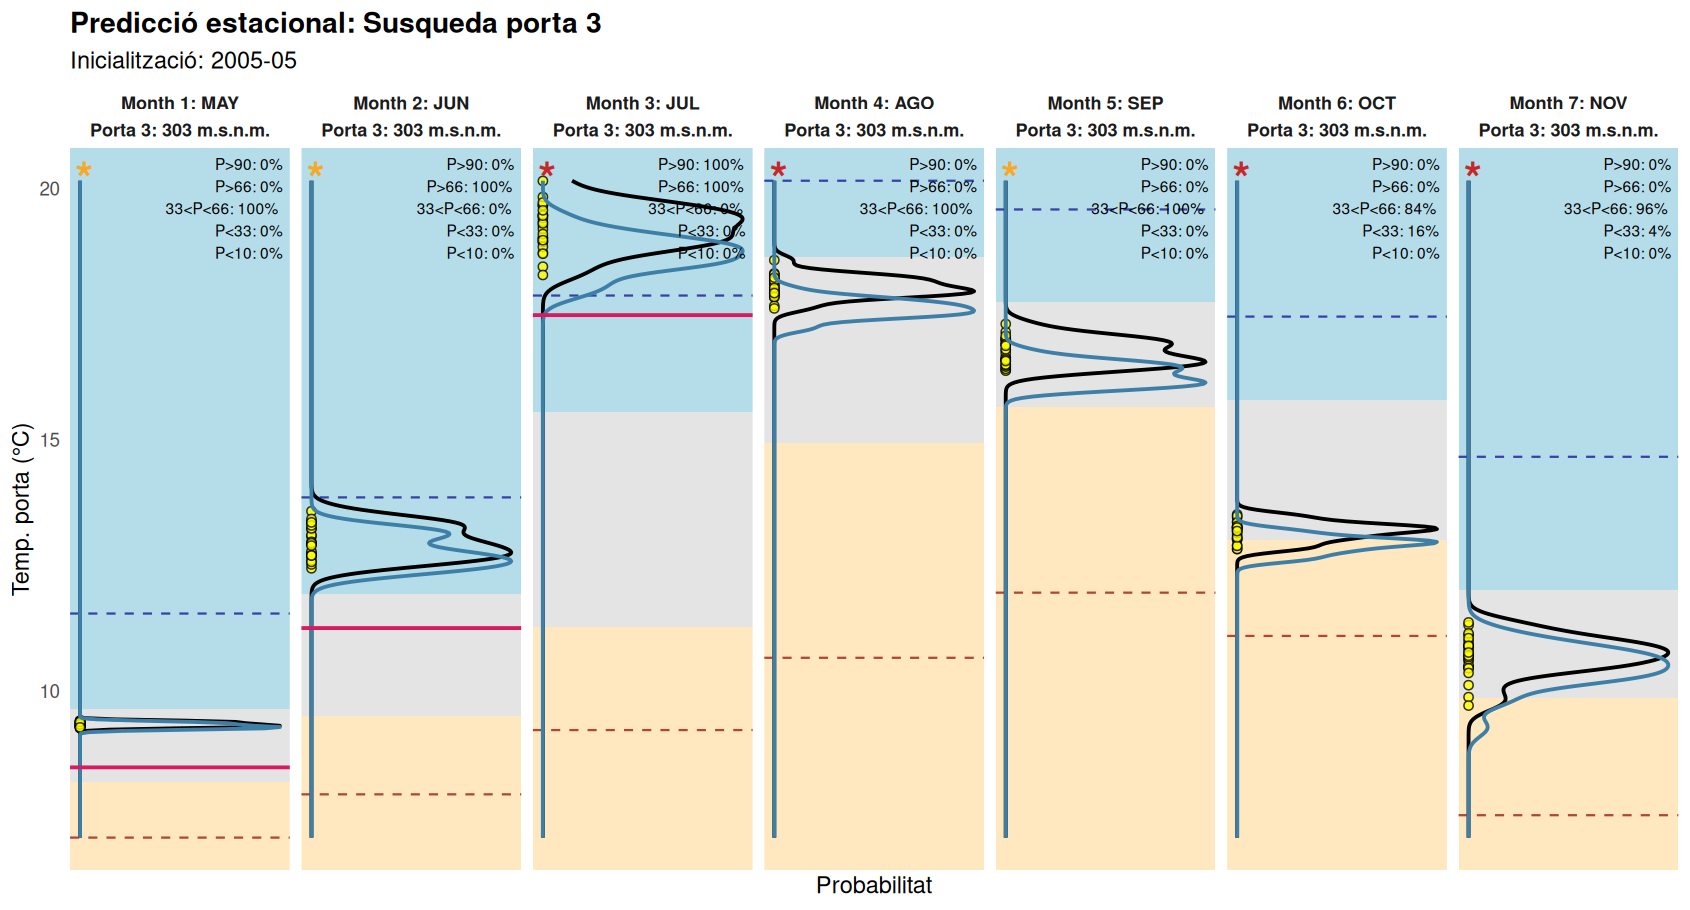 Predicció estacional: Susqueda porta 3
Inicialització: 2005-05
Month 1: MAY
Porta 3: 303 m.s.n.m.
Month 2: JUN
Porta 3: 303 m.s.n.m.
Month 3: JUL
Porta 3: 303 m.s.n.m.
Month 4: AGO
Porta 3: 303 m.s.n.m.
Month 5: SEP
Porta 3: 303 m.s.n.m.
Month 6: OCT
Porta 3: 303 m.s.n.m.
Month 7: NOV
Porta 3: 303 m.s.n.m.
*
P>90: 0%
P>66: 0%
33<P<66: 100%
P<33: 0%
P<10: 0%
*
P>90: 0%
P>66: 100%
33<P<66: 0%
P<33: 0%
P<10: 0%
*
P>90: 100%
P>66: 100%
33<P<66: 0%
P<33: 0%
P<10: 0%
*
P>90: 0%
P>66: 0%
33<P<66: 100%
P<33: 0%
P<10: 0%
*
P>90: 0%
P>66: 0%
33<P<66: 100%
P<33: 0%
P<10: 0%
*
P>90: 0%
P>66: 0%
33<P<66: 84%
P<33: 16%
P<10: 0%
*
P>90: 0%
P>66: 0%
33<P<66: 96%
P<33: 4%
P<10: 0%
20
15
10
Temp. porta (°C)
Probabilitat